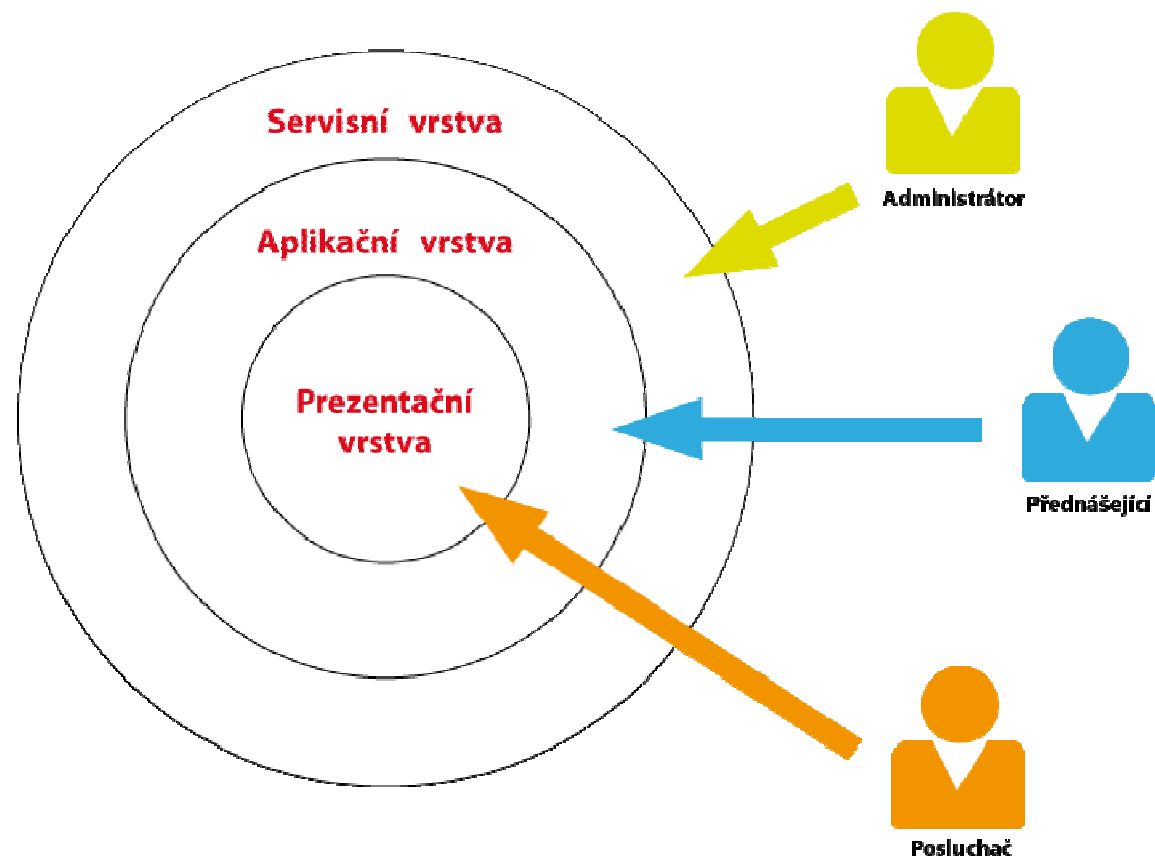 Servisní vrstva
Administrátor
Aplikační vrstva
Prezentační
vrstva
Přednášející
Posluchač